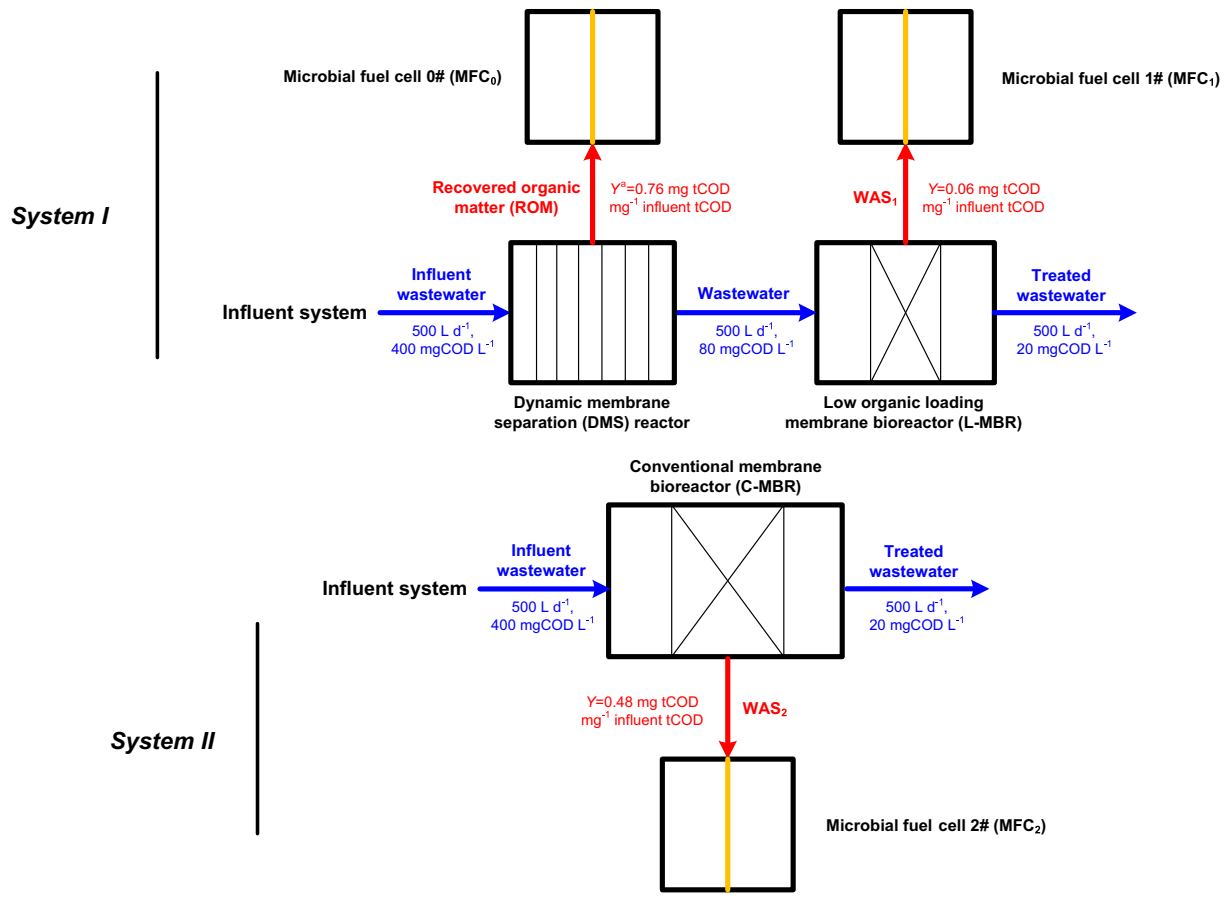 Microbial fuel cell 0# (MFC₀)
Microbial fuel cell 1# (MFC₁)
Recovered organic
matter (ROM)
Yᵃ=0.76 mg tCOD
mg⁻¹ influent tCOD
WAS₁
Y=0.06 mg tCOD
mg⁻¹ influent tCOD
System I
Influent system
Influent
wastewater
500 L d⁻¹,
400 mgCOD L⁻¹
Wastewater
500 L d⁻¹,
80 mgCOD L⁻¹
Treated
wastewater
500 L d⁻¹,
20 mgCOD L⁻¹
Dynamic membrane
separation (DMS) reactor
Low organic loading
membrane bioreactor (L-MBR)
Conventional membrane
bioreactor (C-MBR)
Influent system
Influent
wastewater
500 L d⁻¹,
400 mgCOD L⁻¹
Treated
wastewater
500 L d⁻¹,
20 mgCOD L⁻¹
Y=0.48 mg tCOD
mg⁻¹ influent tCOD
WAS₂
System II
Microbial fuel cell 2# (MFC₂)